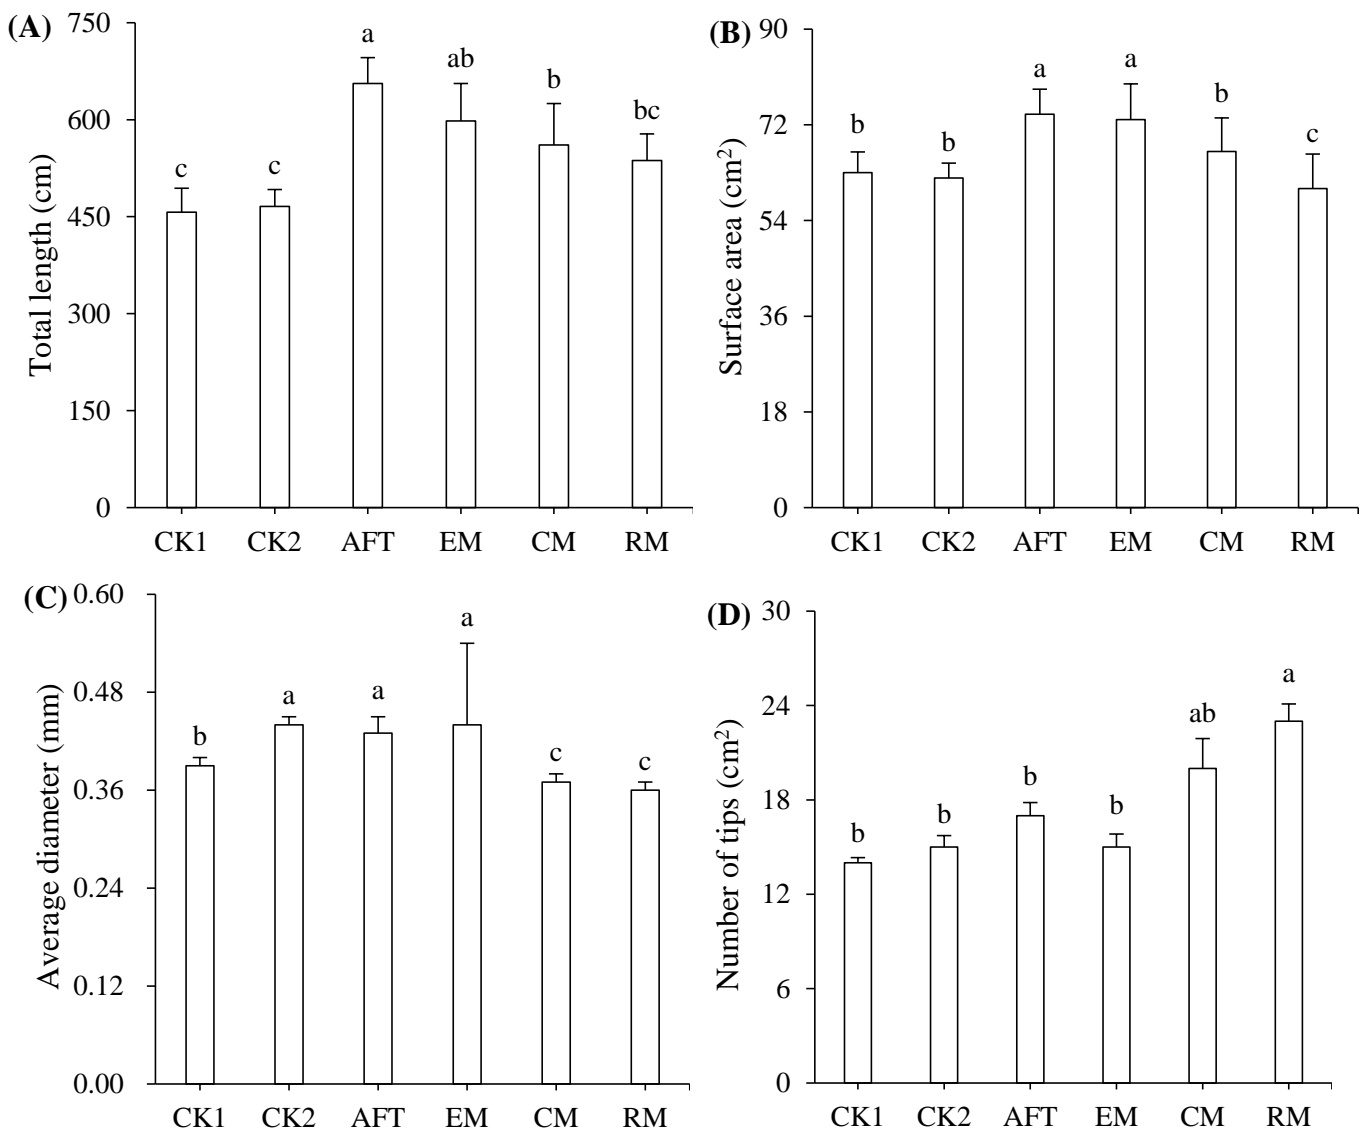 (A)
750
600
450
300
150
0
Total length (cm)
c
c
a
ab
b
bc
CK1 CK2 AFT EM CM RM
(B)
90
72
54
36
18
0
Surface area (cm²)
b
b
a
a
b
c
CK1 CK2 AFT EM CM RM
(C)
0.60
0.48
0.36
0.24
0.12
0.00
Average diameter (mm)
b
a
a
a
c
c
CK1 CK2 AFT EM CM RM
(D)
30
24
18
12
6
0
Number of tips (cm²)
b
b
b
b
ab
a
CK1 CK2 AFT EM CM RM